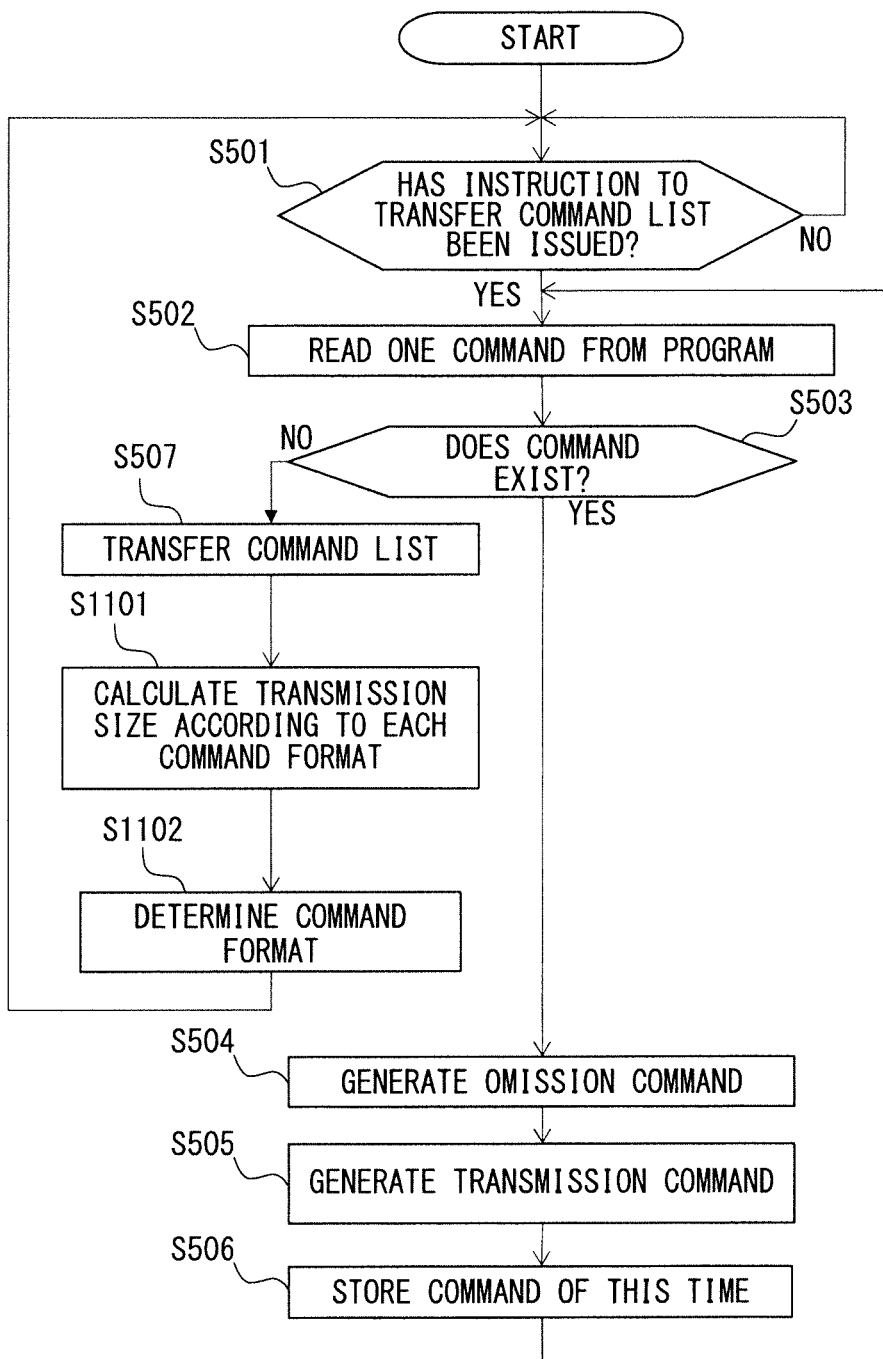 START
S501
HAS INSTRUCTION TO
TRANSFER COMMAND LIST
BEEN ISSUED?
NO
YES
S502
READ ONE COMMAND FROM PROGRAM
S503
NO
DOES COMMAND
EXIST?
YES
S507
TRANSFER COMMAND LIST
S1101
CALCULATE TRANSMISSION
SIZE ACCORDING TO EACH
COMMAND FORMAT
S1102
DETERMINE COMMAND
FORMAT
S504
GENERATE OMISSION COMMAND
S505
GENERATE TRANSMISSION COMMAND
S506
STORE COMMAND OF THIS TIME